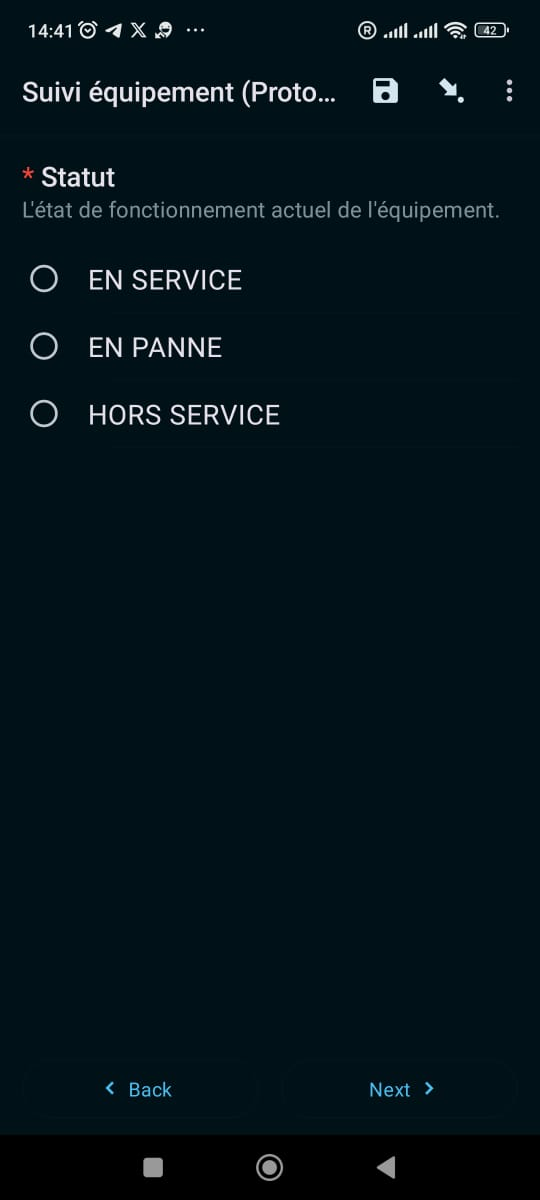 14:41
42
Suivi équipement (Proto...
* Statut
L'état de fonctionnement actuel de l'équipement.
EN SERVICE
EN PANNE
HORS SERVICE
Back
Next